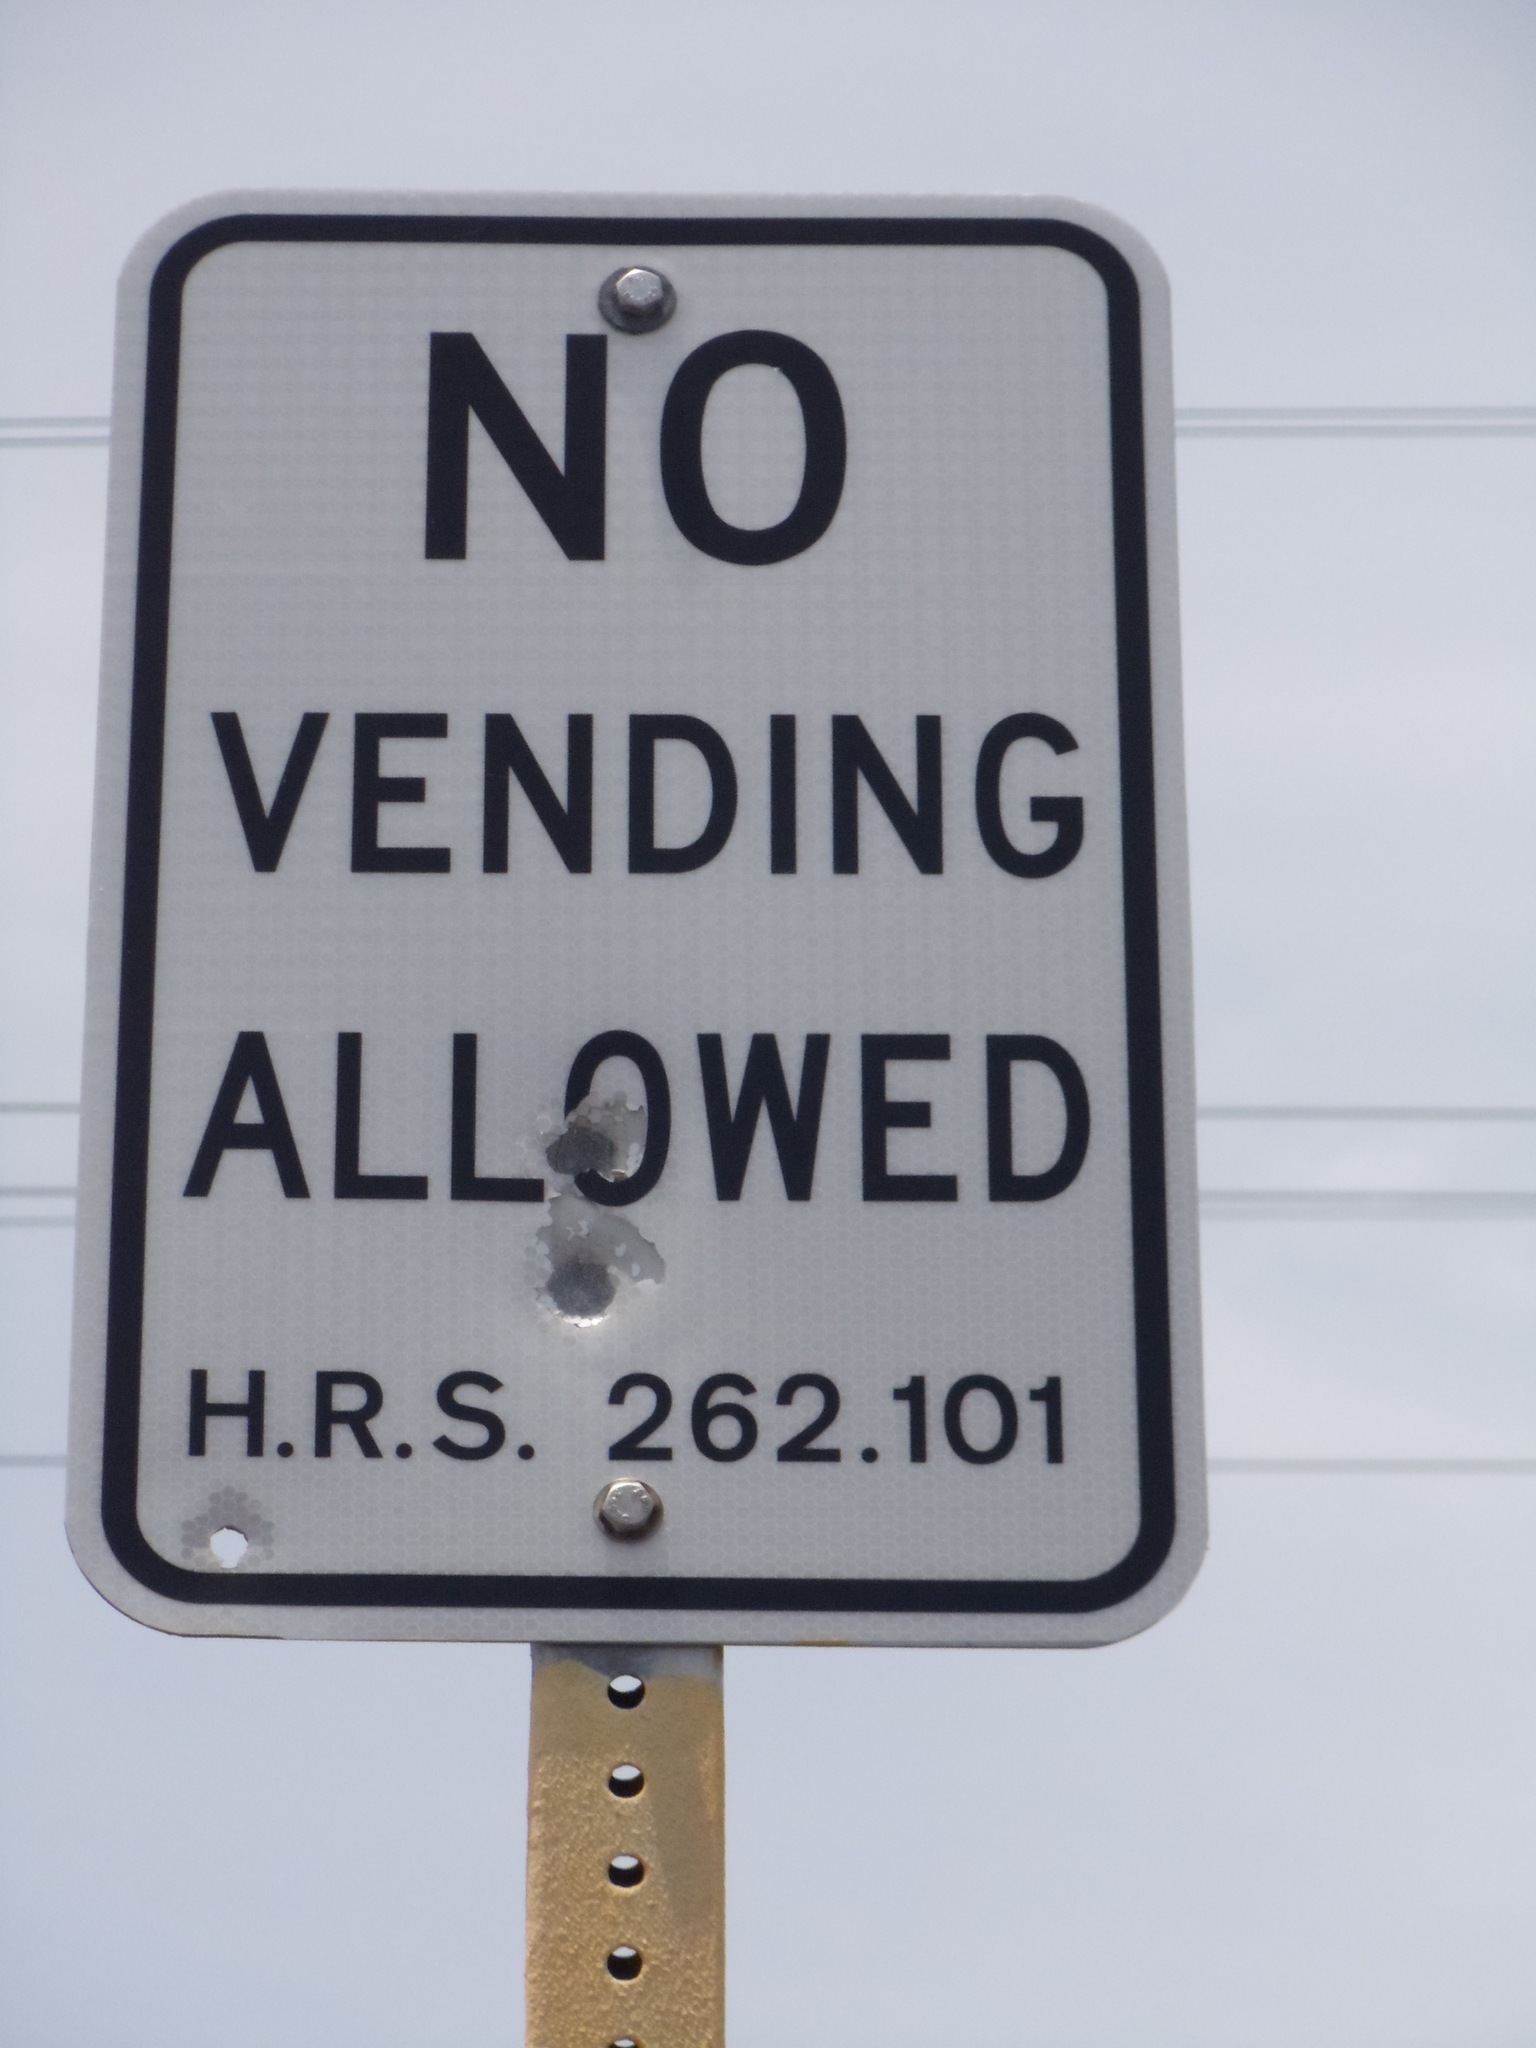 NO
VENDING
ALLOWED
H.R.S. 262.101